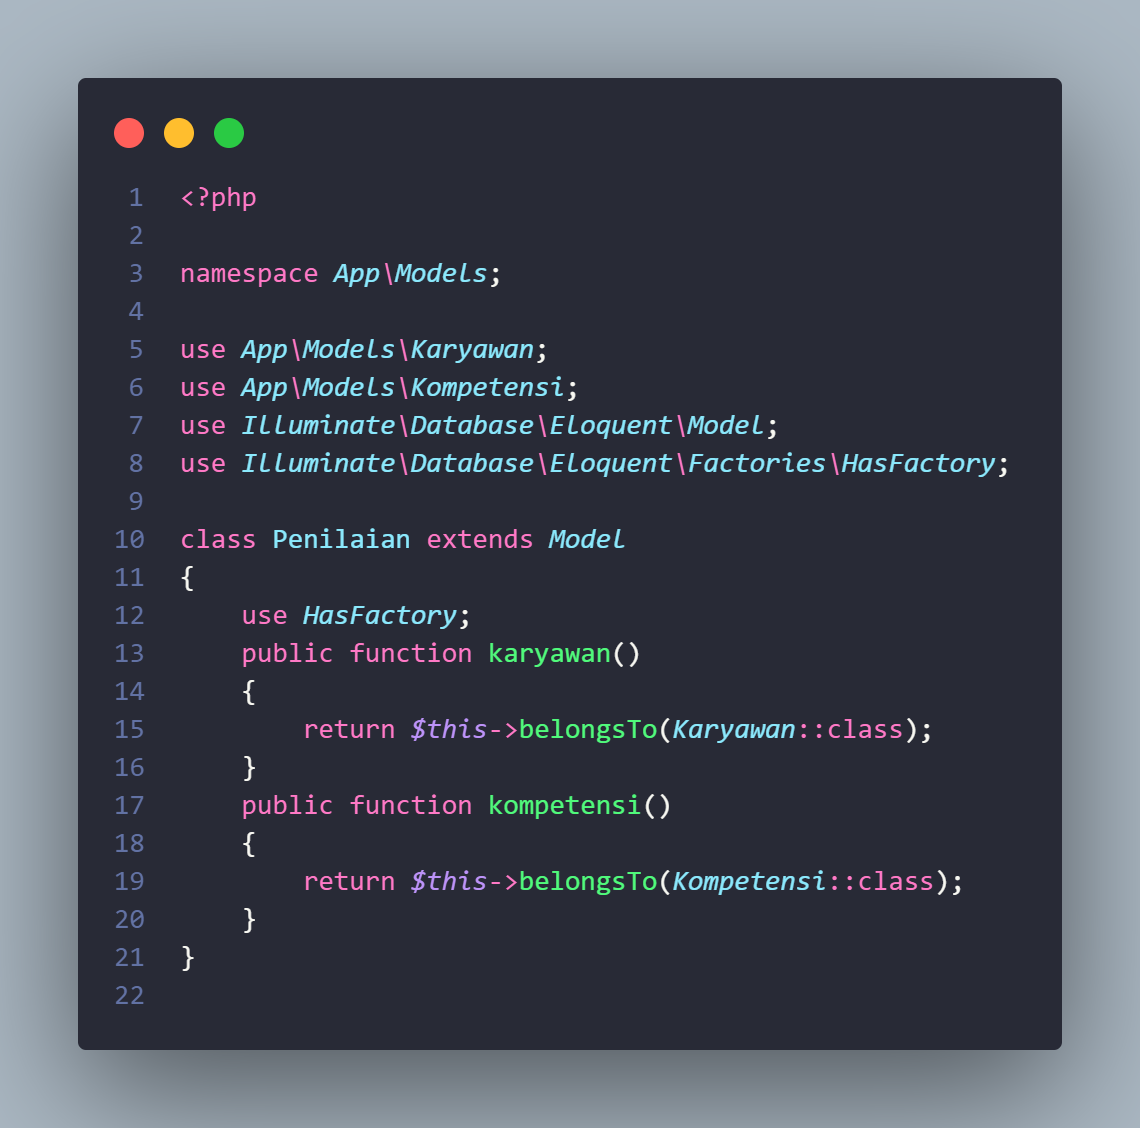 1 <?php
2
3 namespace App\Models;
4
5 use App\Models\Karyawan;
6 use App\Models\Kompetensi;
7 use Illuminate\Database\Eloquent\Model;
8 use Illuminate\Database\Eloquent\Factories\HasFactory;
9
10 class Penilaian extends Model
11 {
12     use HasFactory;
13     public function karyawan()
14     {
15         return $this->belongsTo(Karyawan::class);
16     }
17     public function kompetensi()
18     {
19         return $this->belongsTo(Kompetensi::class);
20     }
21 }
22